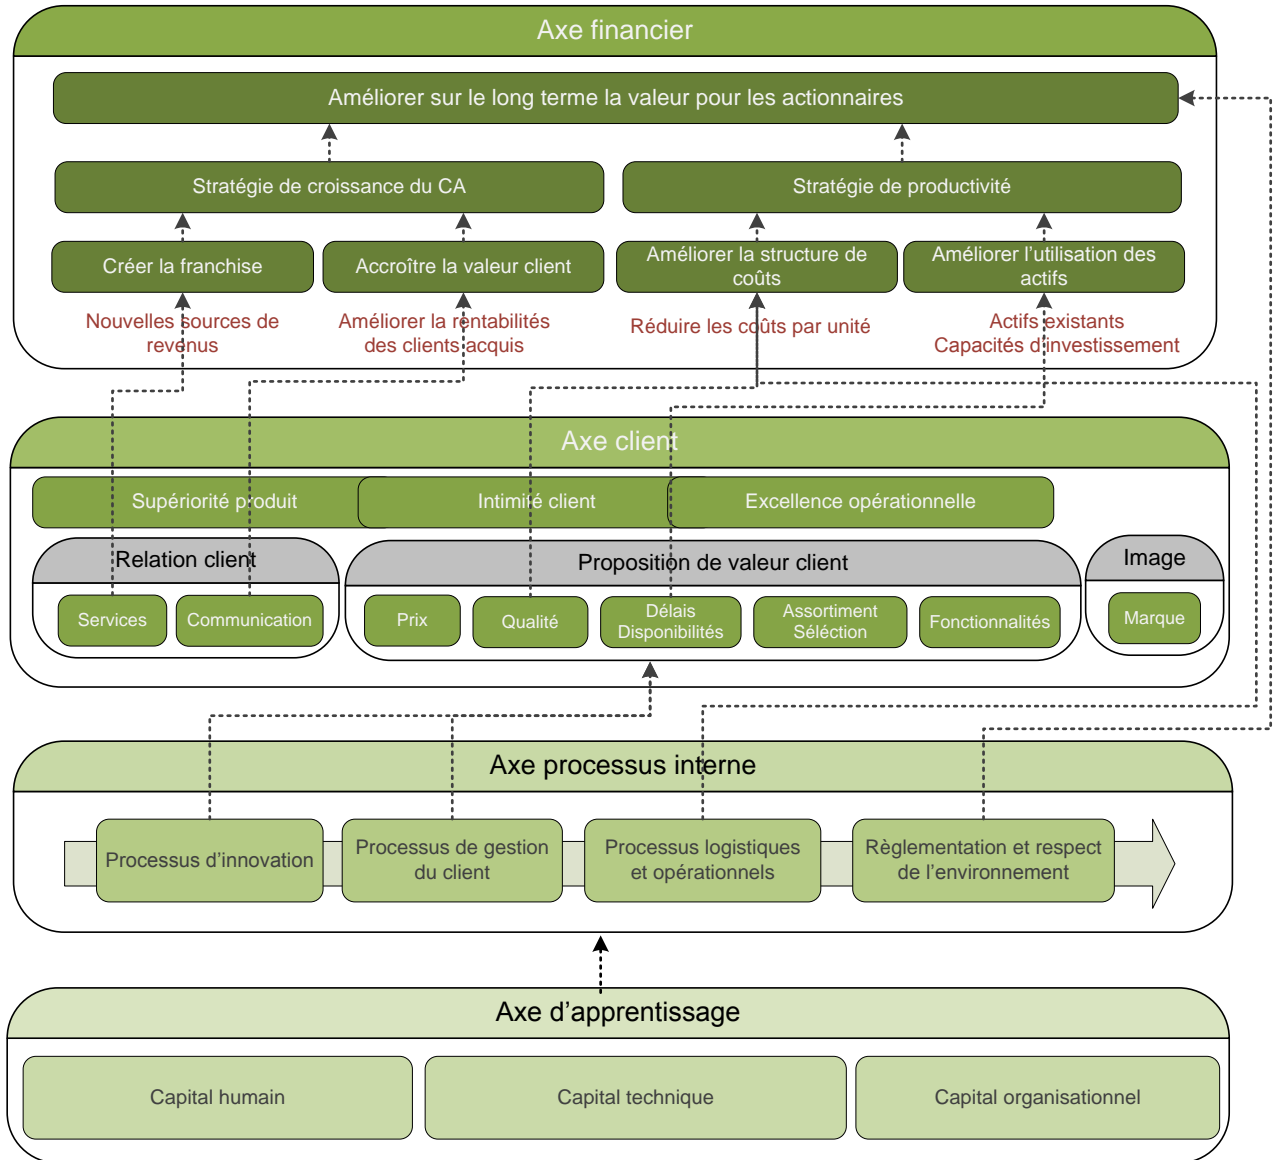 Axe financier
Améliorer sur le long terme la valeur pour les actionnaires
Stratégie de croissance du CA
Stratégie de productivité
Créer la franchise
Accroître la valeur client
Améliorer la structure de
coûts
Améliorer l'utilisation des
actifs
Nouvelles sources de
revenus
Améliorer la rentabilités
des clients acquis
Réduire les coûts par unité
Actifs existants
Capacités d'investissement
Axe client
Supériorité produit
Intimité client
Excellence opérationnelle
Relation client
Proposition de valeur client
Image
Services
Communication
Prix
Qualité
Délais
Disponibilités
Assortiment
Séléction
Fonctionnalités
Marque
Axe processus interne
Processus d'innovation
Processus de gestion
du client
Processus logistiques
et opérationnels
Règlementation et respect
de l'environnement
Axe d'apprentissage
Capital humain
Capital technique
Capital organisationnel